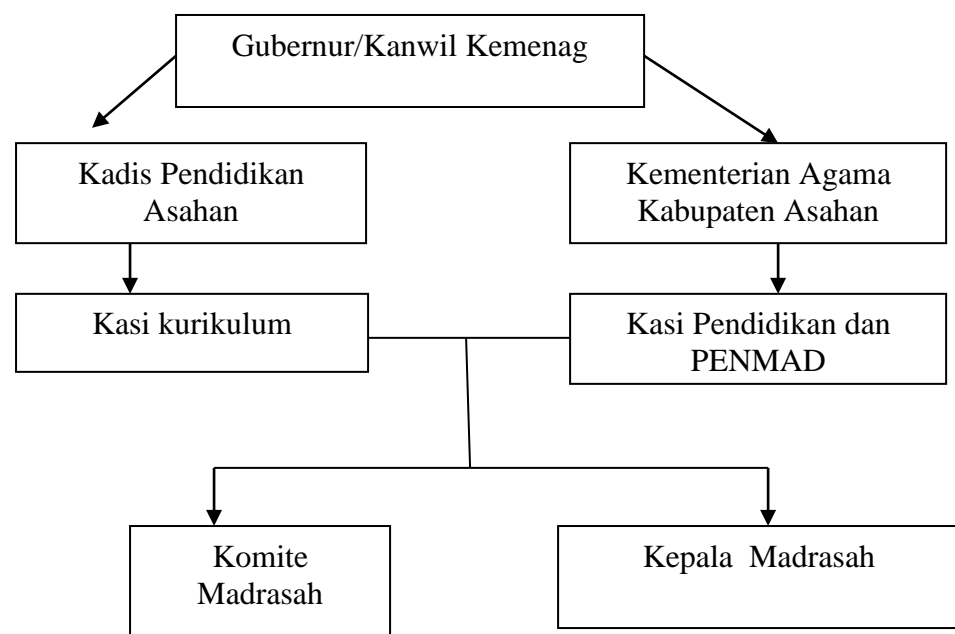 Gubernur/Kanwil Kemenag
Kadis Pendidikan
Asahan
Kementerian Agama
Kabupaten Asahan
Kasi kurikulum
Kasi Pendidikan dan
PENMAD
Komite
Madrasah
Kepala Madrasah